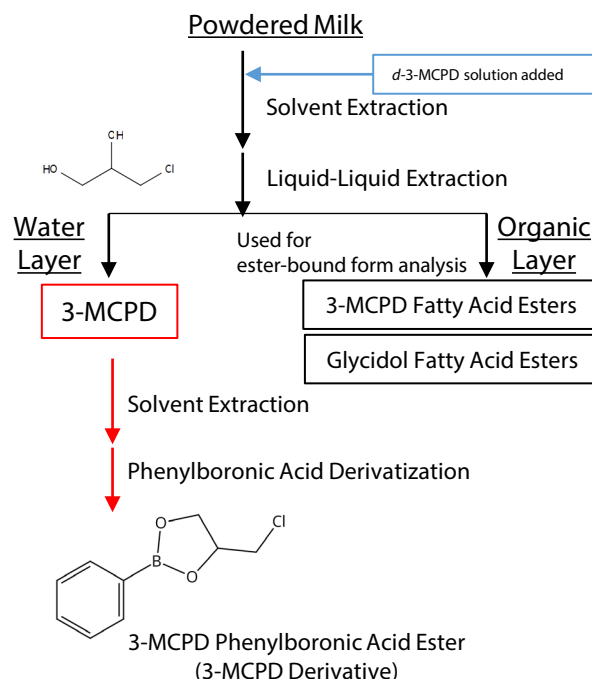 Powdered Milk
d-3-MCPD solution added
Solvent Extraction
CH
HO
Cl
Liquid-Liquid Extraction
Water
Layer
Used for
ester-bound form analysis
Organic
Layer
3-MCPD
3-MCPD Fatty Acid Esters
Glycidol Fatty Acid Esters
Solvent Extraction
Phenylboronic Acid Derivatization
Cl
O
B
O
3-MCPD Phenylboronic Acid Ester
(3-MCPD Derivative)